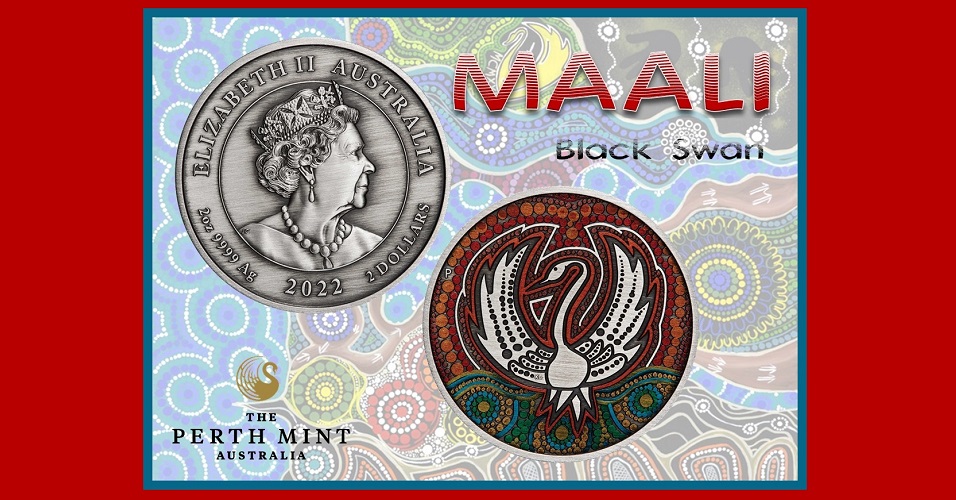 ELIZABETH II AUSTRALIA
2oz 9999 Ag
2022
2 DOLLARS
MAALI
Black Swan
P
THE
PERTH MINT
AUSTRALIA